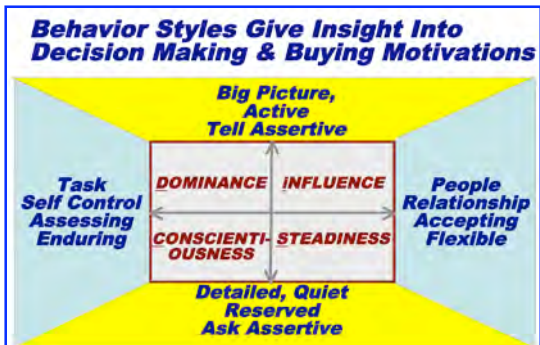 Behavior Styles Give Insight Into
Decision Making & Buying Motivations
Big Picture,
Active
Tell Assertive
Task
Self Control
Assessing
Enduring
DOMINANCE
iNFLUENCE
CONSCIENTI-
OUSNESS
STEADINESS
People
Relationship
Accepting
Flexible
Detailed, Quiet
Reserved
Ask Assertive